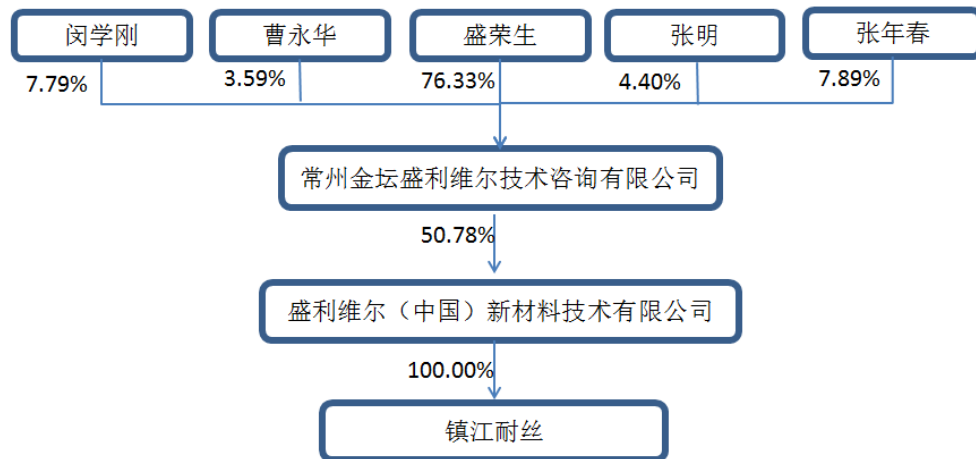 闵学刚
曹永华
盛荣生
张明
张年春
7.79%
3.59%
76.33%
4.40%
7.89%
常州金坛盛利维尔技术咨询有限公司
50.78%
盛利维尔（中国）新材料技术有限公司
100.00%
镇江耐丝